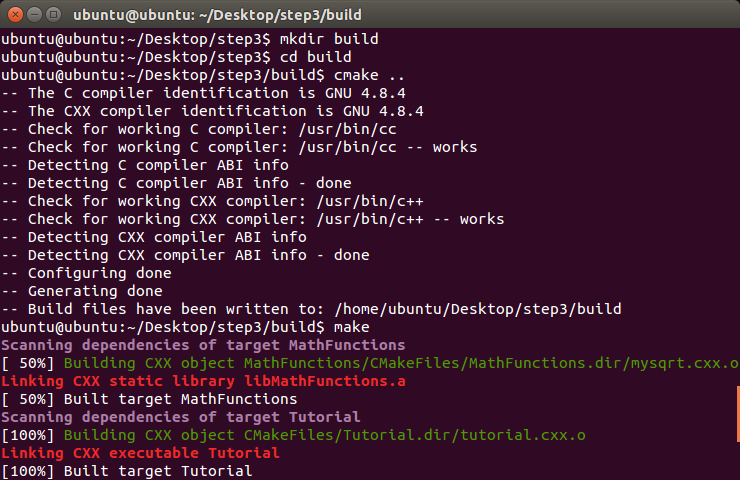 ubuntu@ubuntu: ~/Desktop/step3/build
ubuntu@ubuntu:~/Desktop/step3$ mkdir build
ubuntu@ubuntu:~/Desktop/step3$ cd build
ubuntu@ubuntu:~/Desktop/step3/build$ cmake ..
-- The C compiler identification is GNU 4.8.4
-- The CXX compiler identification is GNU 4.8.4
-- Check for working C compiler: /usr/bin/cc
-- Check for working C compiler: /usr/bin/cc -- works
-- Detecting C compiler ABI info
-- Detecting C compiler ABI info - done
-- Check for working CXX compiler: /usr/bin/c++
-- Check for working CXX compiler: /usr/bin/c++ -- works
-- Detecting CXX compiler ABI info
-- Detecting CXX compiler ABI info - done
-- Configuring done
-- Generating done
-- Build files have been written to: /home/ubuntu/Desktop/step3/build
ubuntu@ubuntu:~/Desktop/step3/build$ make
Scanning dependencies of target MathFunctions
[ 50%] Building CXX object MathFunctions/CMakeFiles/MathFunctions.dir/mysqrt.cxx.o
Linking CXX static library libMathFunctions.a
[ 50%] Built target MathFunctions
Scanning dependencies of target Tutorial
[100%] Building CXX object CMakeFiles/Tutorial.dir/tutorial.cxx.o
Linking CXX executable Tutorial
[100%] Built target Tutorial